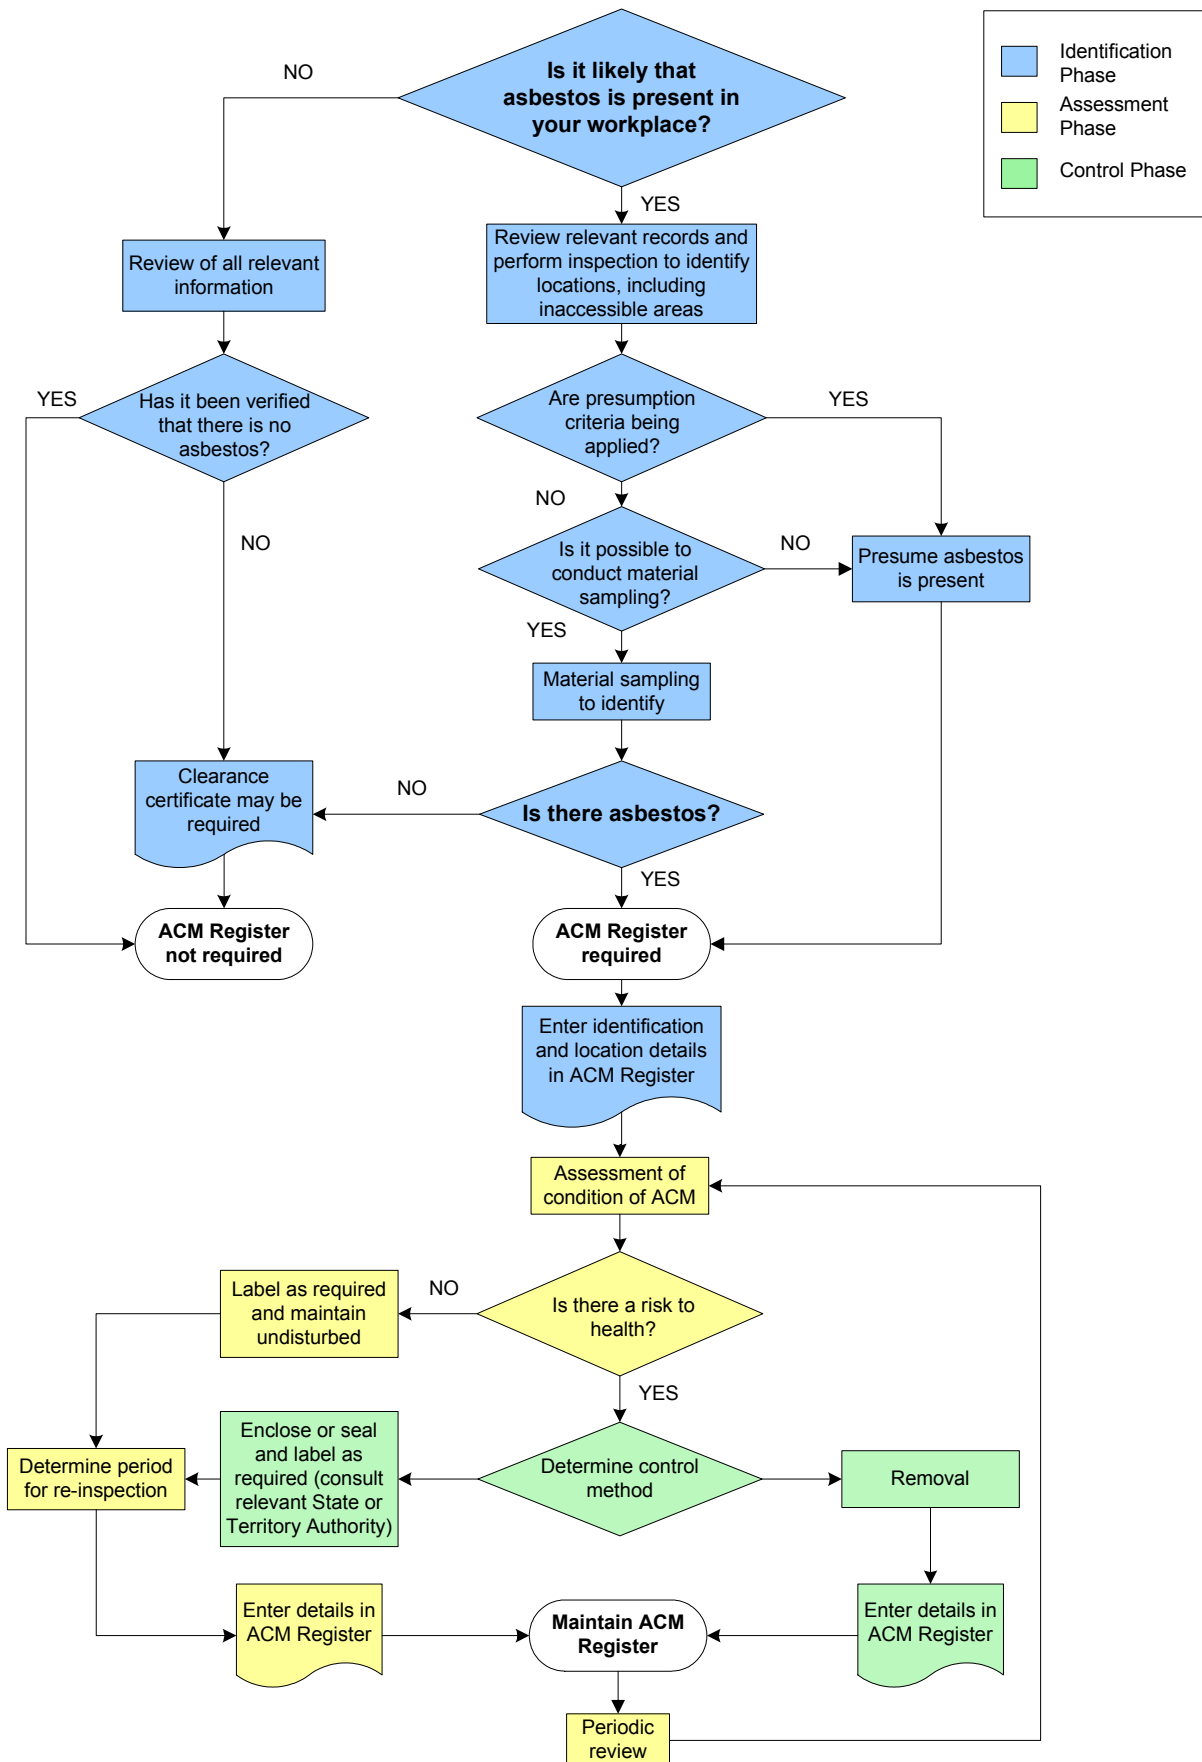 NO
Is it likely that
asbestos is present in
your workplace?
Identification
Phase
Assessment
Phase
Control Phase
YES
Review of all relevant
information
Review relevant records and
perform inspection to identify
locations, including
inaccessible areas
YES
Has it been verified
that there is no
asbestos?
Are presumption
criteria being
applied?
YES
NO
NO
Is it possible to
conduct material
sampling?
NO
Presume asbestos
is present
YES
Material sampling
to identify
Clearance
certificate may be
required
NO
Is there asbestos?
YES
ACM Register
not required
ACM Register
required
Enter identification
and location details
in ACM Register
Assessment of
condition of ACM
Label as required
and maintain
undisturbed
NO
Is there a risk to
health?
YES
Determine period
for re-inspection
Enclose or seal
and label as
required (consult
relevant State or
Territory Authority)
Determine control
method
Removal
Enter details in
ACM Register
Maintain ACM
Register
Enter details in
ACM Register
Periodic
review